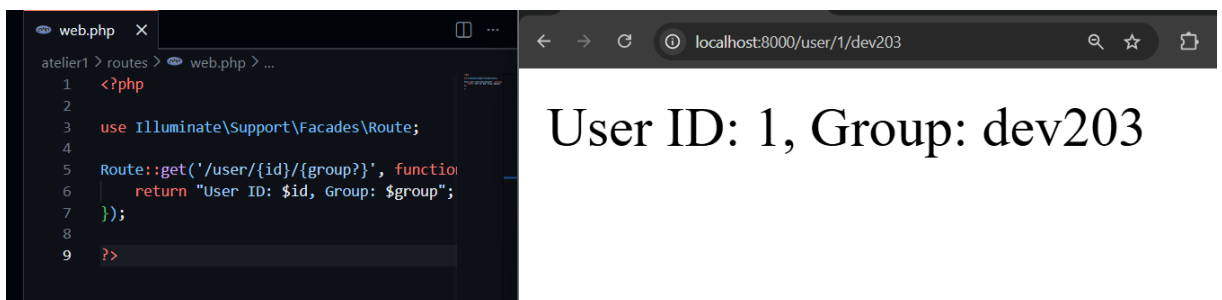 web.php
atelier1 > routes > web.php > ...
1 <?php
2
3 use Illuminate\Support\Facades\Route;
4
5 Route::get('/user/{id}/{group?}', function
6 return "User ID: $id, Group: $group";
7 });
8
9 ?>
localhost:8000/user/1/dev203
User ID: 1, Group: dev203